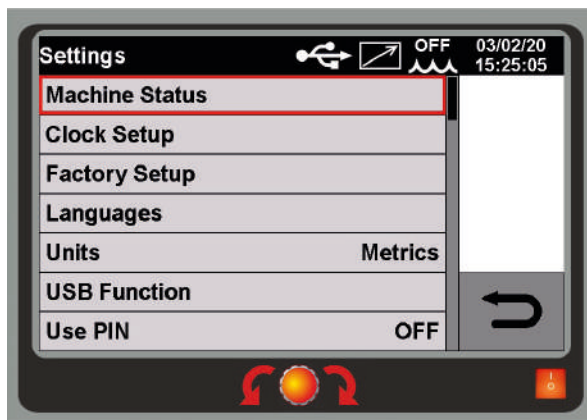 Settings
OFF
03/02/20
15:25:05
Machine Status
Clock Setup
Factory Setup
Languages
Units Metrics
USB Function
Use PIN OFF
I
O